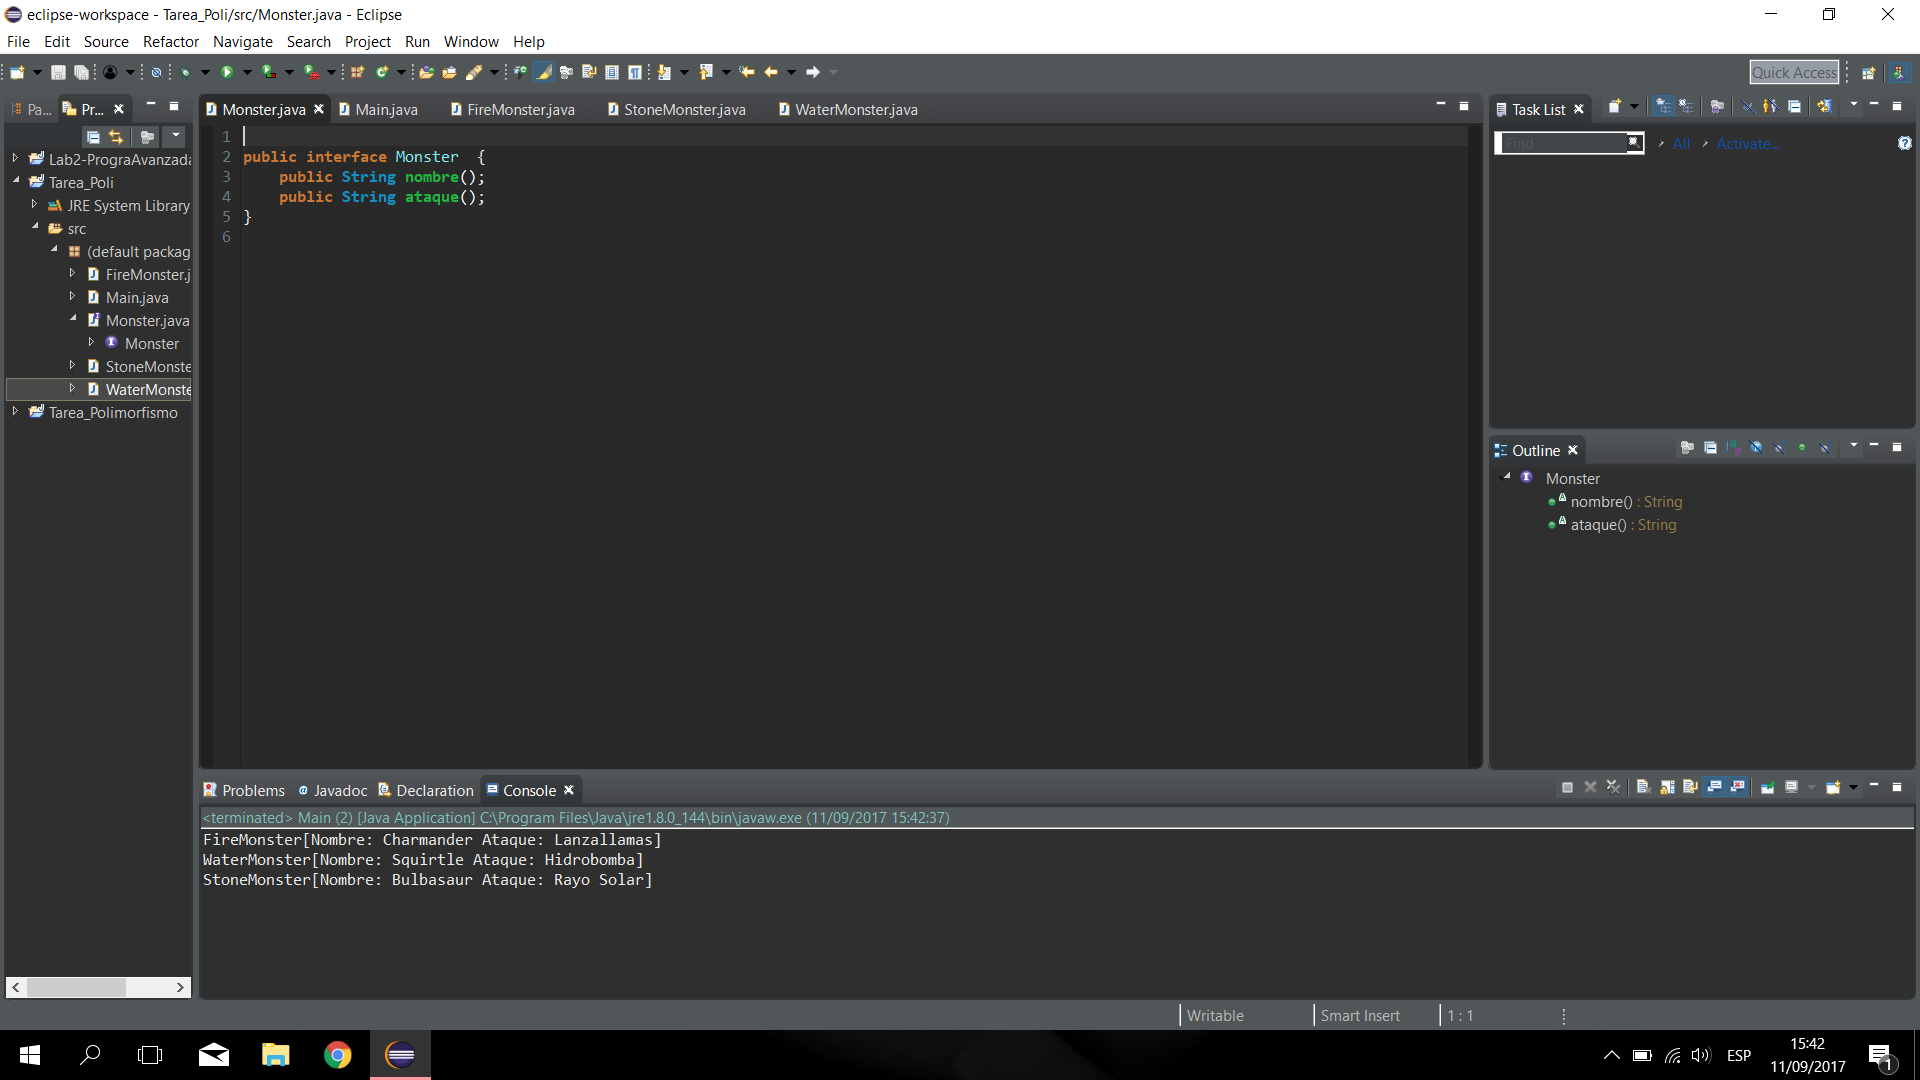 eclipse-workspace - Tarea_Poli/src/Monster.java - Eclipse
File Edit Source Refactor Navigate Search Project Run Window Help
Quick Access
Pa... Pr...
Lab2-PrograAvanzada
Tarea_Poli
JRE System Library
src
(default packag
FireMonster.j
Main.java
Monster.java
Monster
StoneMonste
WaterMonste
Tarea_Polimorfismo
Monster.java Main.java FireMonster.java StoneMonster.java WaterMonster.java
1
2 public interface Monster {
3 public String nombre();
4 public String ataque();
5 }
6
Task List
Find All Activate...
Outline
Monster
nombre() : String
ataque() : String
Problems Javadoc Declaration Console
<terminated> Main (2) [Java Application] C:\Program Files\Java\jre1.8.0_144\bin\javaw.exe (11/09/2017 15:42:37)
FireMonster[Nombre: Charmander Ataque: Lanzallamas]
WaterMonster[Nombre: Squirtle Ataque: Hidrobomba]
StoneMonster[Nombre: Bulbasaur Ataque: Rayo Solar]
Writable Smart Insert 1 : 1
ESP
15:42
11/09/2017
1